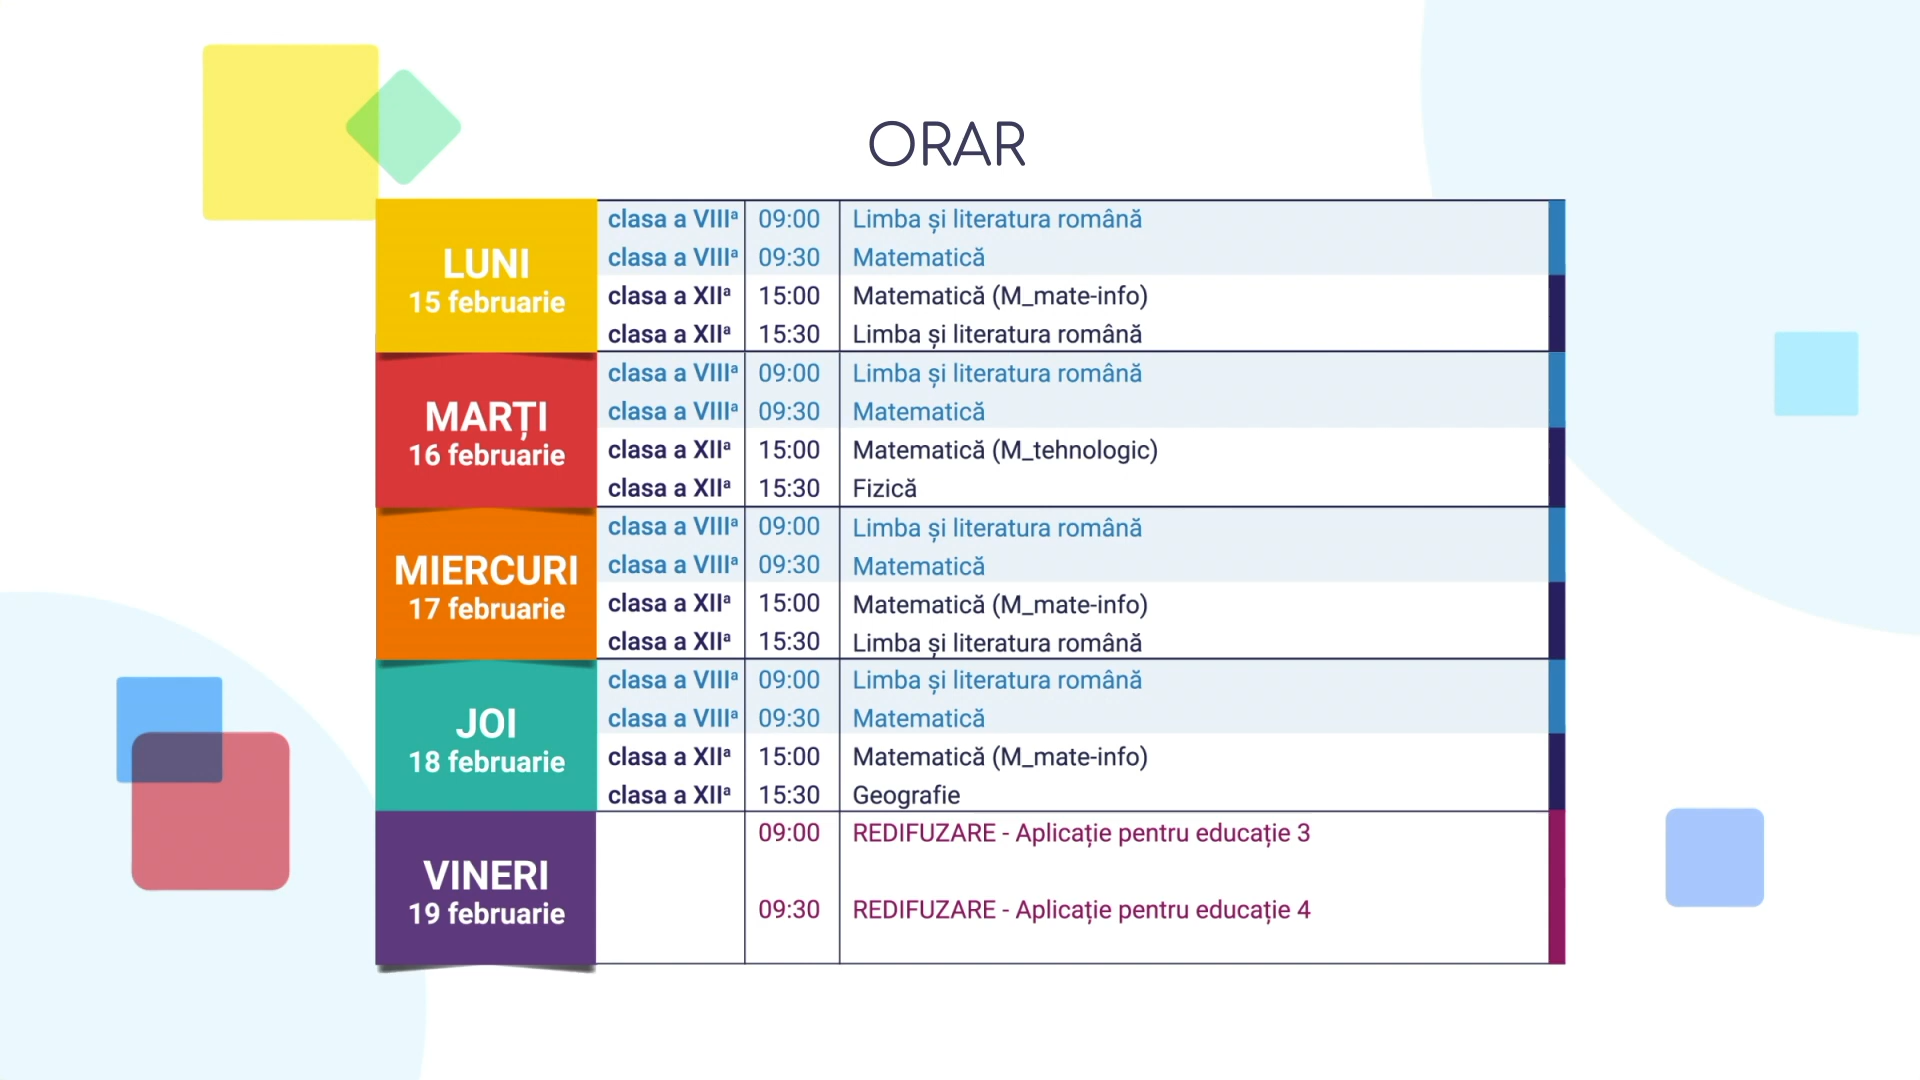 ORAR
LUNI
15 februarie
clasa a VIIIª 09:00 Limba și literatura română
clasa a VIIIª 09:30 Matematică
clasa a XIIª 15:00 Matematică (M_mate-info)
clasa a XIIª 15:30 Limba și literatura română
MARȚI
16 februarie
clasa a VIIIª 09:00 Limba și literatura română
clasa a VIIIª 09:30 Matematică
clasa a XIIª 15:00 Matematică (M_tehnologic)
clasa a XIIª 15:30 Fizică
MIERCURI
17 februarie
clasa a VIIIª 09:00 Limba și literatura română
clasa a VIIIª 09:30 Matematică
clasa a XIIª 15:00 Matematică (M_mate-info)
clasa a XIIª 15:30 Limba și literatura română
JOI
18 februarie
clasa a VIIIª 09:00 Limba și literatura română
clasa a VIIIª 09:30 Matematică
clasa a XIIª 15:00 Matematică (M_mate-info)
clasa a XIIª 15:30 Geografie
VINERI
19 februarie
09:00 REDIFUZARE - Aplicație pentru educație 3
09:30 REDIFUZARE - Aplicație pentru educație 4